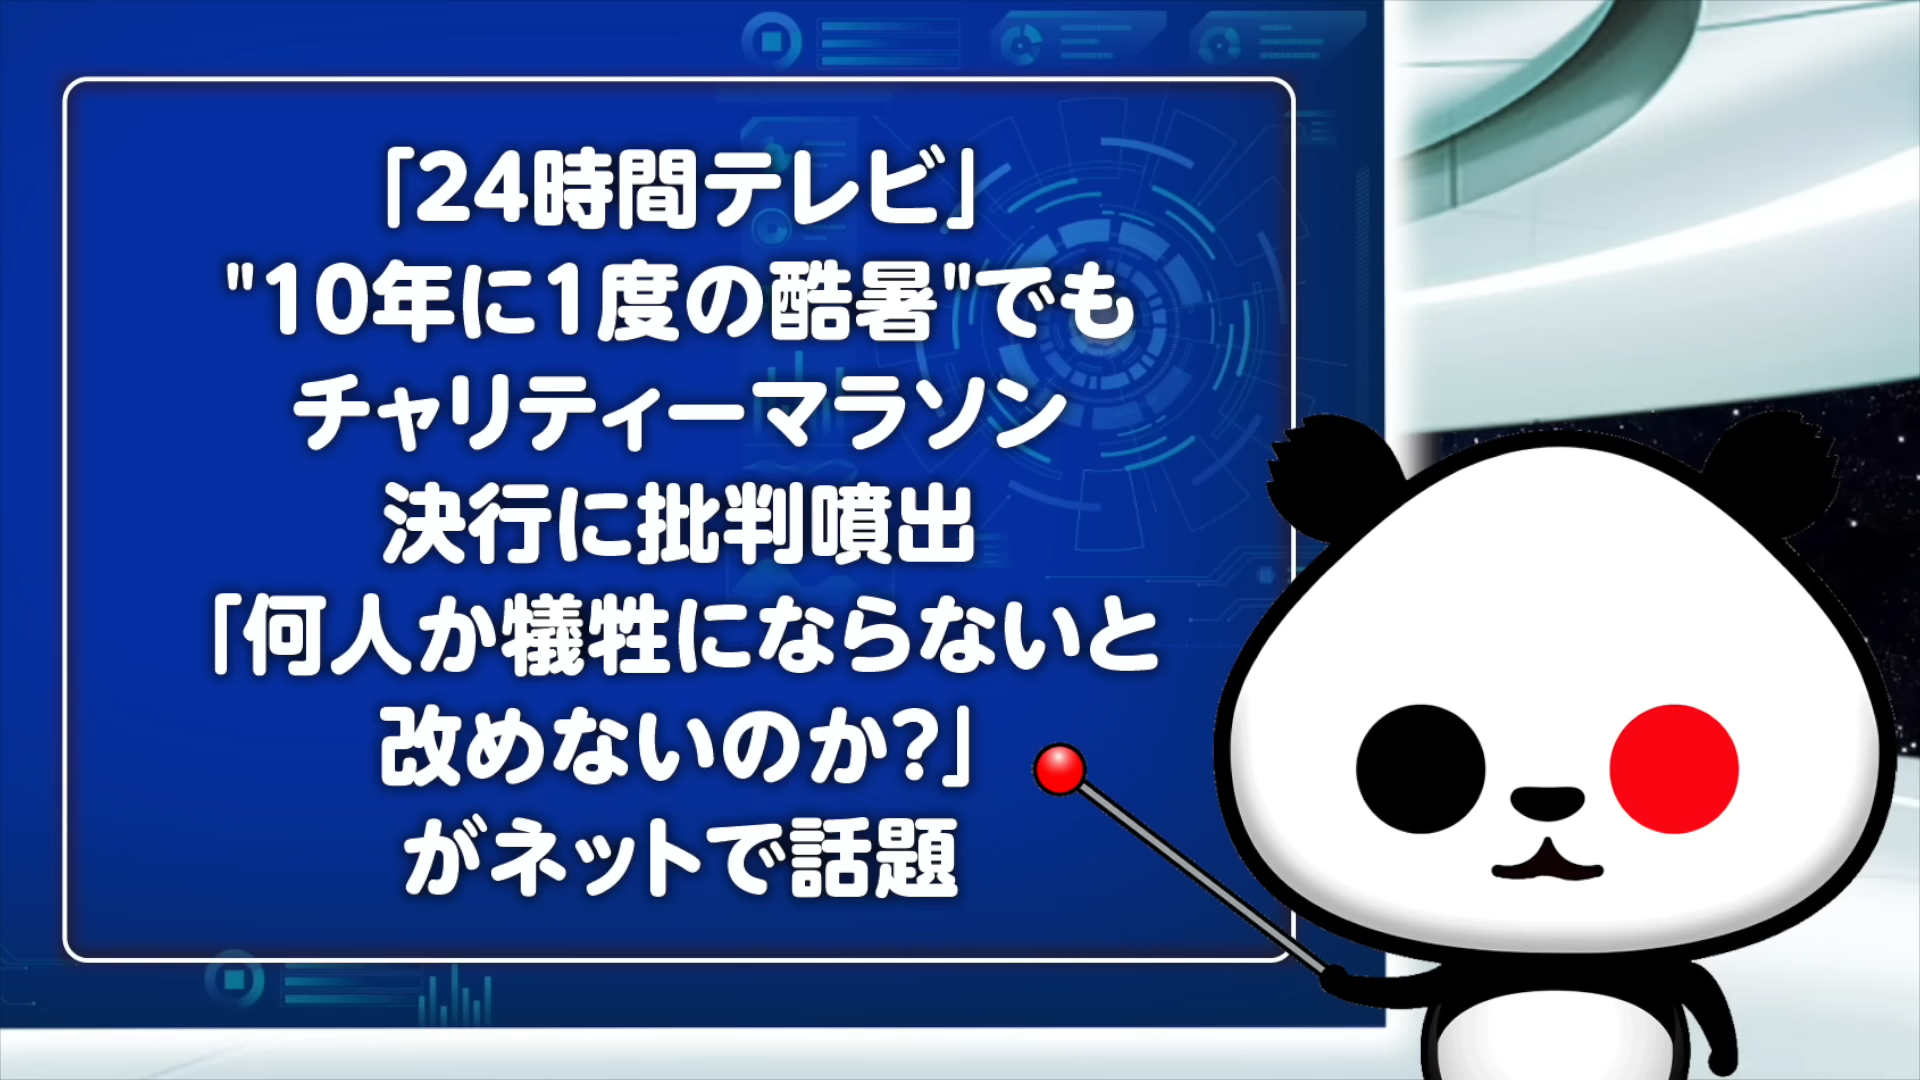 「24時間テレビ」
"10年に1度の酷暑"でも
チャリティーマラソン
決行に批判噴出
「何人か犠牲にならないと
改めないのか?」
がネットで話題